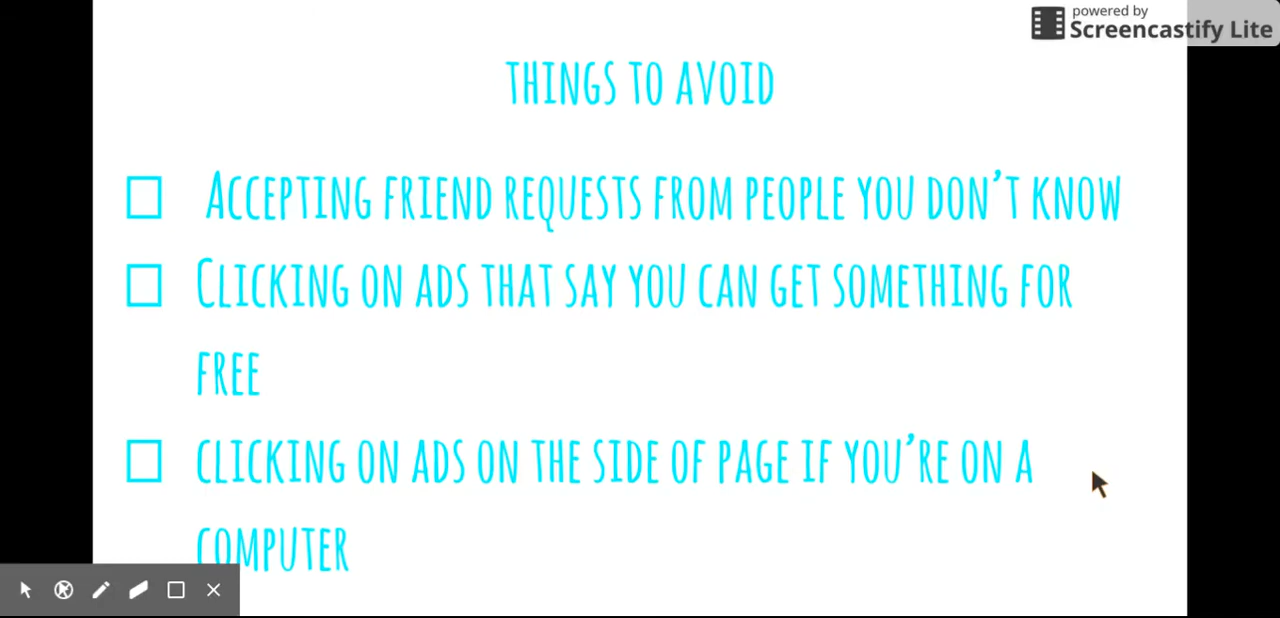 powered by
Screencastify Lite
THINGS TO AVOID
ACCEPTING FRIEND REQUESTS FROM PEOPLE YOU DON'T KNOW
CLICKING ON ADS THAT SAY YOU CAN GET SOMETHING FOR
FREE
CLICKING ON ADS ON THE SIDE OF PAGE IF YOU'RE ON A
COMPUTER